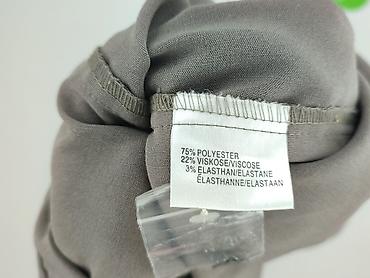 75% POLYESTER
22% VISKOSE/VISCOSE
3% ELASTHAN/ELASTANE
ÉLASTHANNE/ELASTAAN